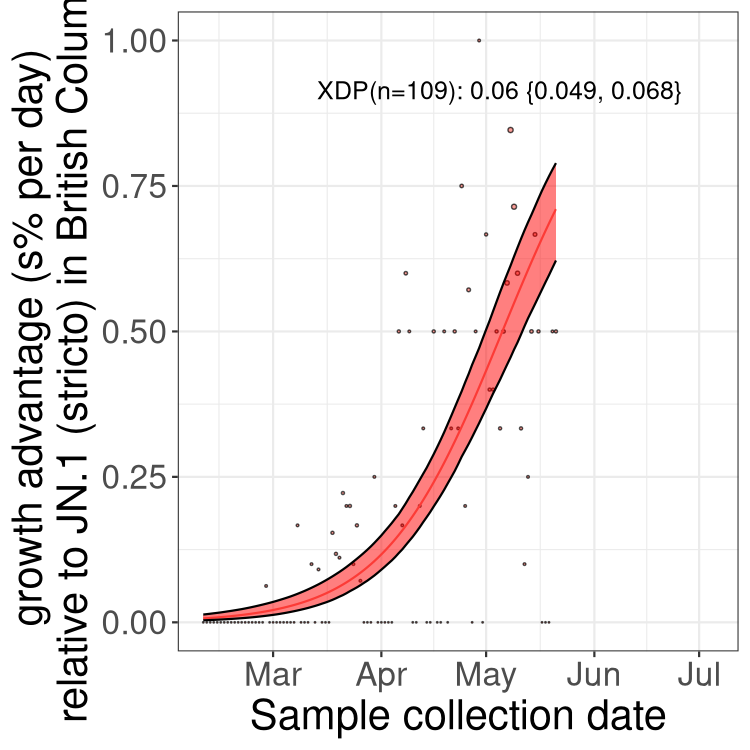 growth advantage (s% per day)
relative to JN.1 (stricto) in British Colum
1.00
0.75
0.50
0.25
0.00
XDP(n=109): 0.06 {0.049, 0.068}
Mar Apr May Jun Jul
Sample collection date